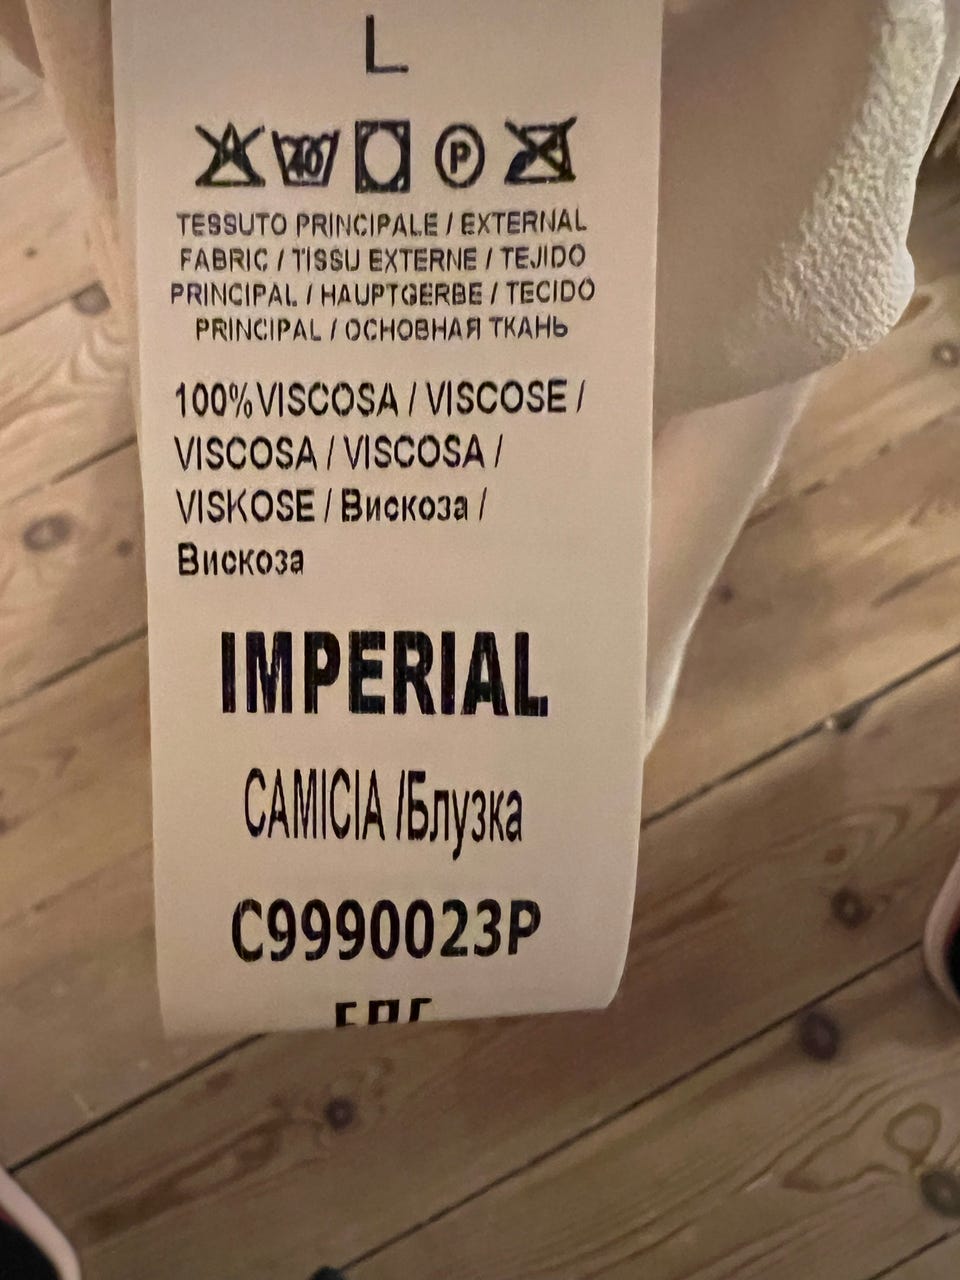 L
40 P
TESSUTO PRINCIPALE / EXTERNAL
FABRIC / TISSU EXTERNE / TEJIDO
PRINCIPAL / HAUPTGERBE / TECIDO
PRINCIPAL / ОСНОВНАЯ ТКАНЬ
100%VISCOSA / VISCOSE /
VISCOSA / VISCOSA /
VISKOSE / Вискоза /
Вискоза
IMPERIAL
CAMICIA /Блузка
C9990023P